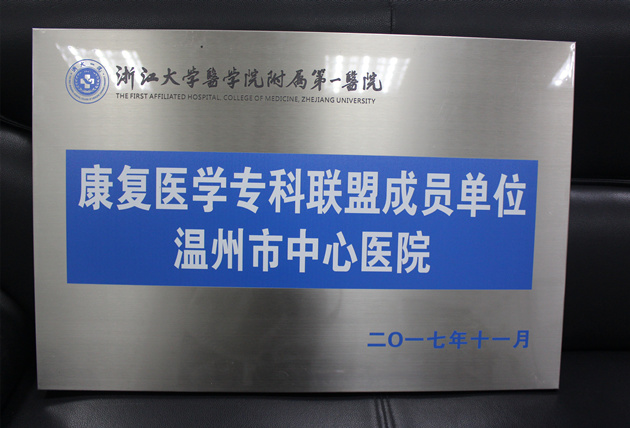 浙江大学醫学院附属第一醫院
THE FIRST AFFILIATED HOSPITAL, COLLEGE OF MEDICINE, ZHEJIANG UNIVERSITY
康复医学专科联盟成员单位
温州市中心医院
二〇一七年十一月